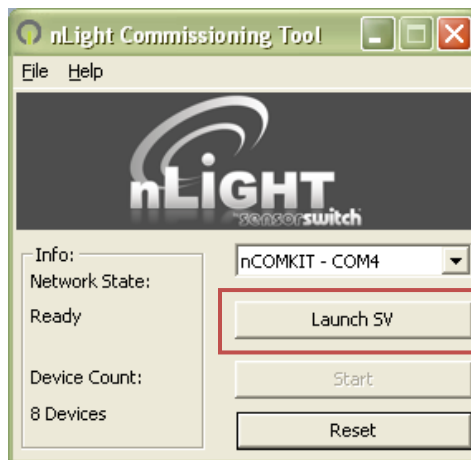 nLight Commissioning Tool
File Help
nLIGHT
sensorswitch
Info:
Network State:
Ready
Device Count:
8 Devices
nCOMKIT - COM4
Launch SV
Start
Reset